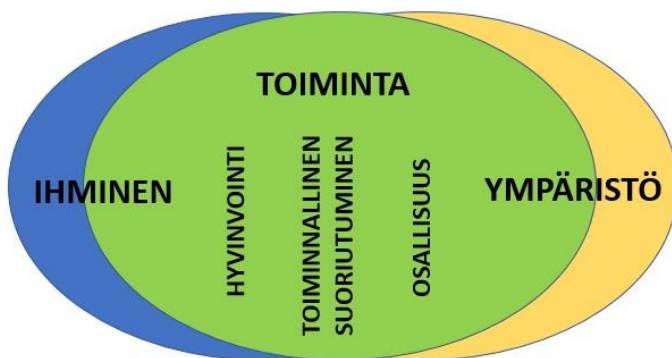 TOIMINTA
IHMINEN
YMPÄRISTÖ
HYVINVOINTI
TOIMINNALLINEN
SUORIUTUMINEN
OSALLISUUS